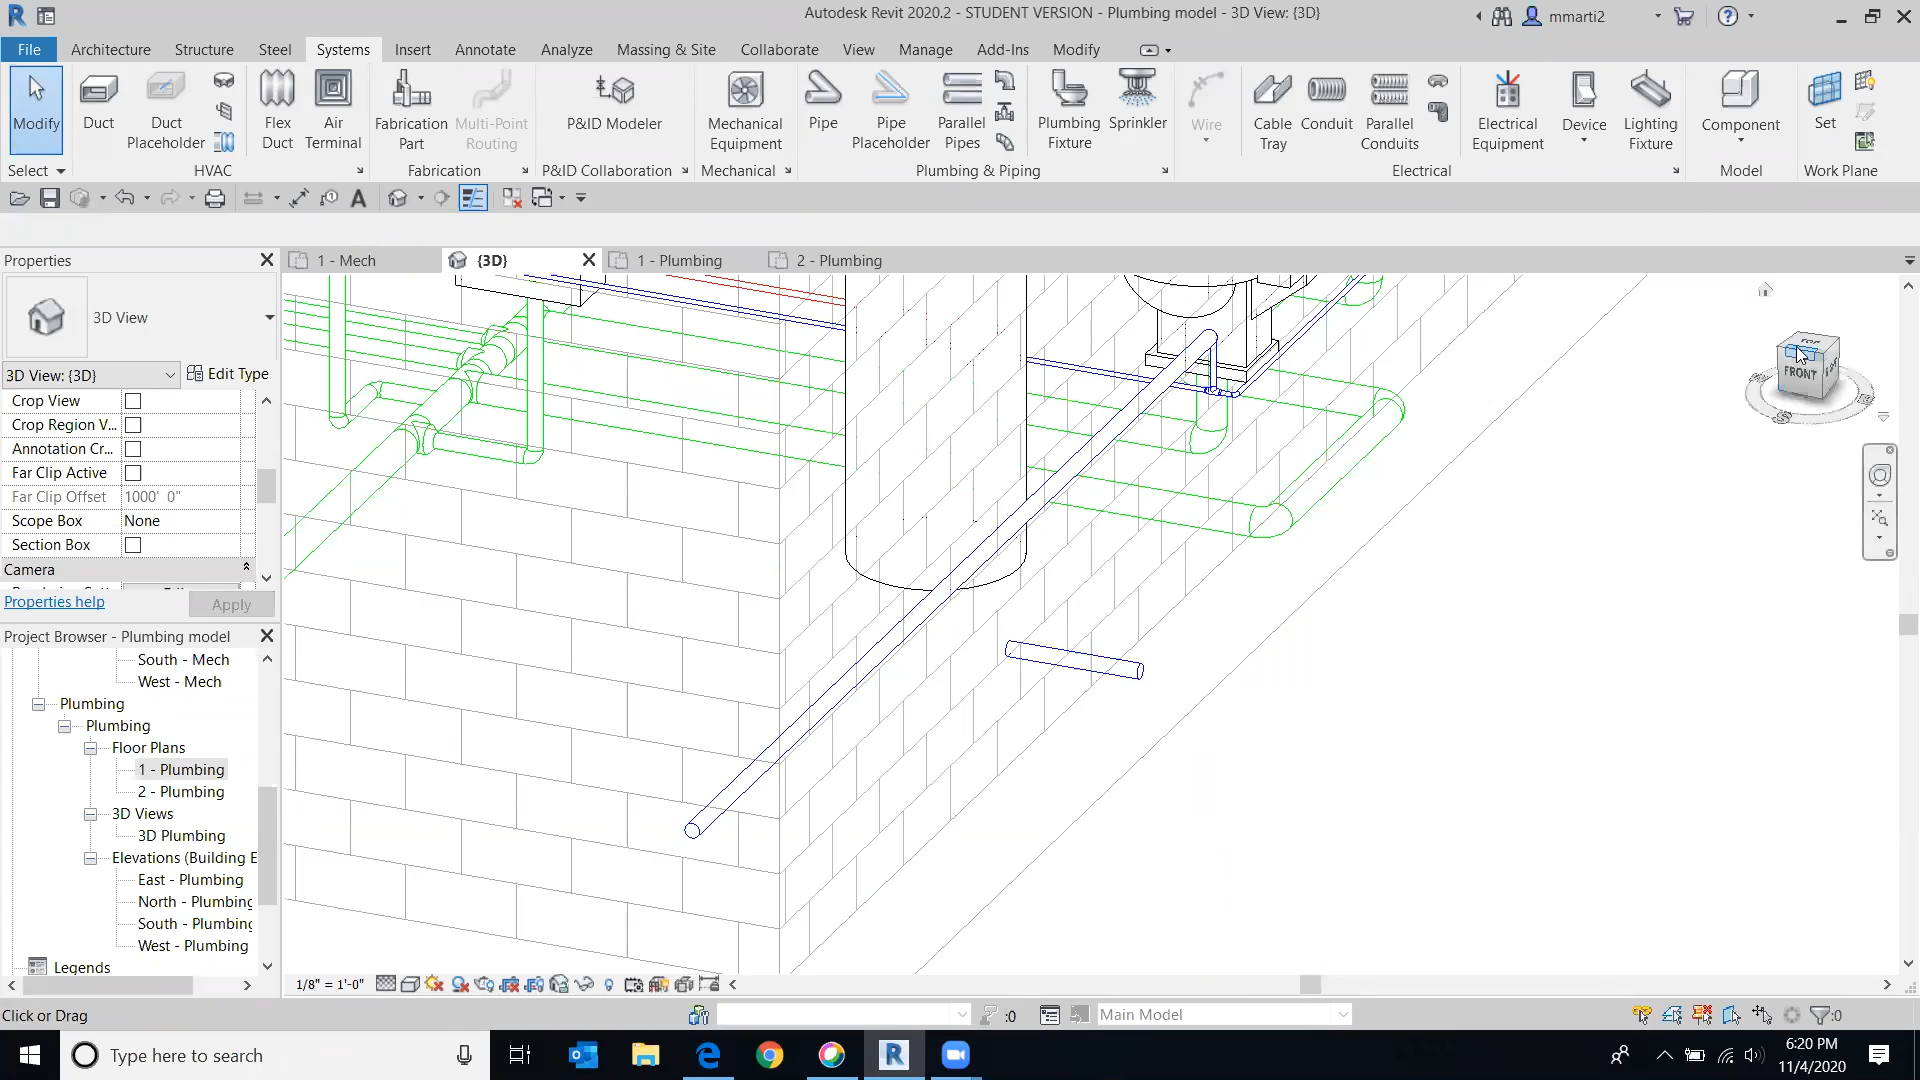 Autodesk Revit 2020.2 - STUDENT VERSION - Plumbing model - 3D View: {3D}
mmarti2
File Architecture Structure Steel Systems Insert Annotate Analyze Massing & Site Collaborate View Manage Add-Ins Modify
Modify
Duct
Duct Placeholder
Flex Duct
Air Terminal
Fabrication Part
Multi-Point Routing
P&ID Modeler
Mechanical Equipment
Pipe
Pipe Placeholder
Parallel Pipes
Plumbing Fixture
Sprinkler
Wire
Cable Tray
Conduit
Parallel Conduits
Electrical Equipment
Device
Lighting Fixture
Component
Set
Select HVAC Fabrication P&ID Collaboration Mechanical Plumbing & Piping Electrical Model Work Plane
Properties
1 - Mech {3D} 1 - Plumbing 2 - Plumbing
3D View
3D View: {3D} Edit Type
Crop View
Crop Region V...
Annotation Cr...
Far Clip Active
Far Clip Offset 1000' 0"
Scope Box None
Section Box
Camera
Properties help Apply
Project Browser - Plumbing model
South - Mech
West - Mech
Plumbing
Plumbing
Floor Plans
1 - Plumbing
2 - Plumbing
3D Views
3D Plumbing
Elevations (Building E
East - Plumbing
North - Plumbing
South - Plumbing
West - Plumbing
Legends
TOP
FRONT
1/8" = 1'-0"
Click or Drag
:0
Main Model
:0
Type here to search
6:20 PM
11/4/2020